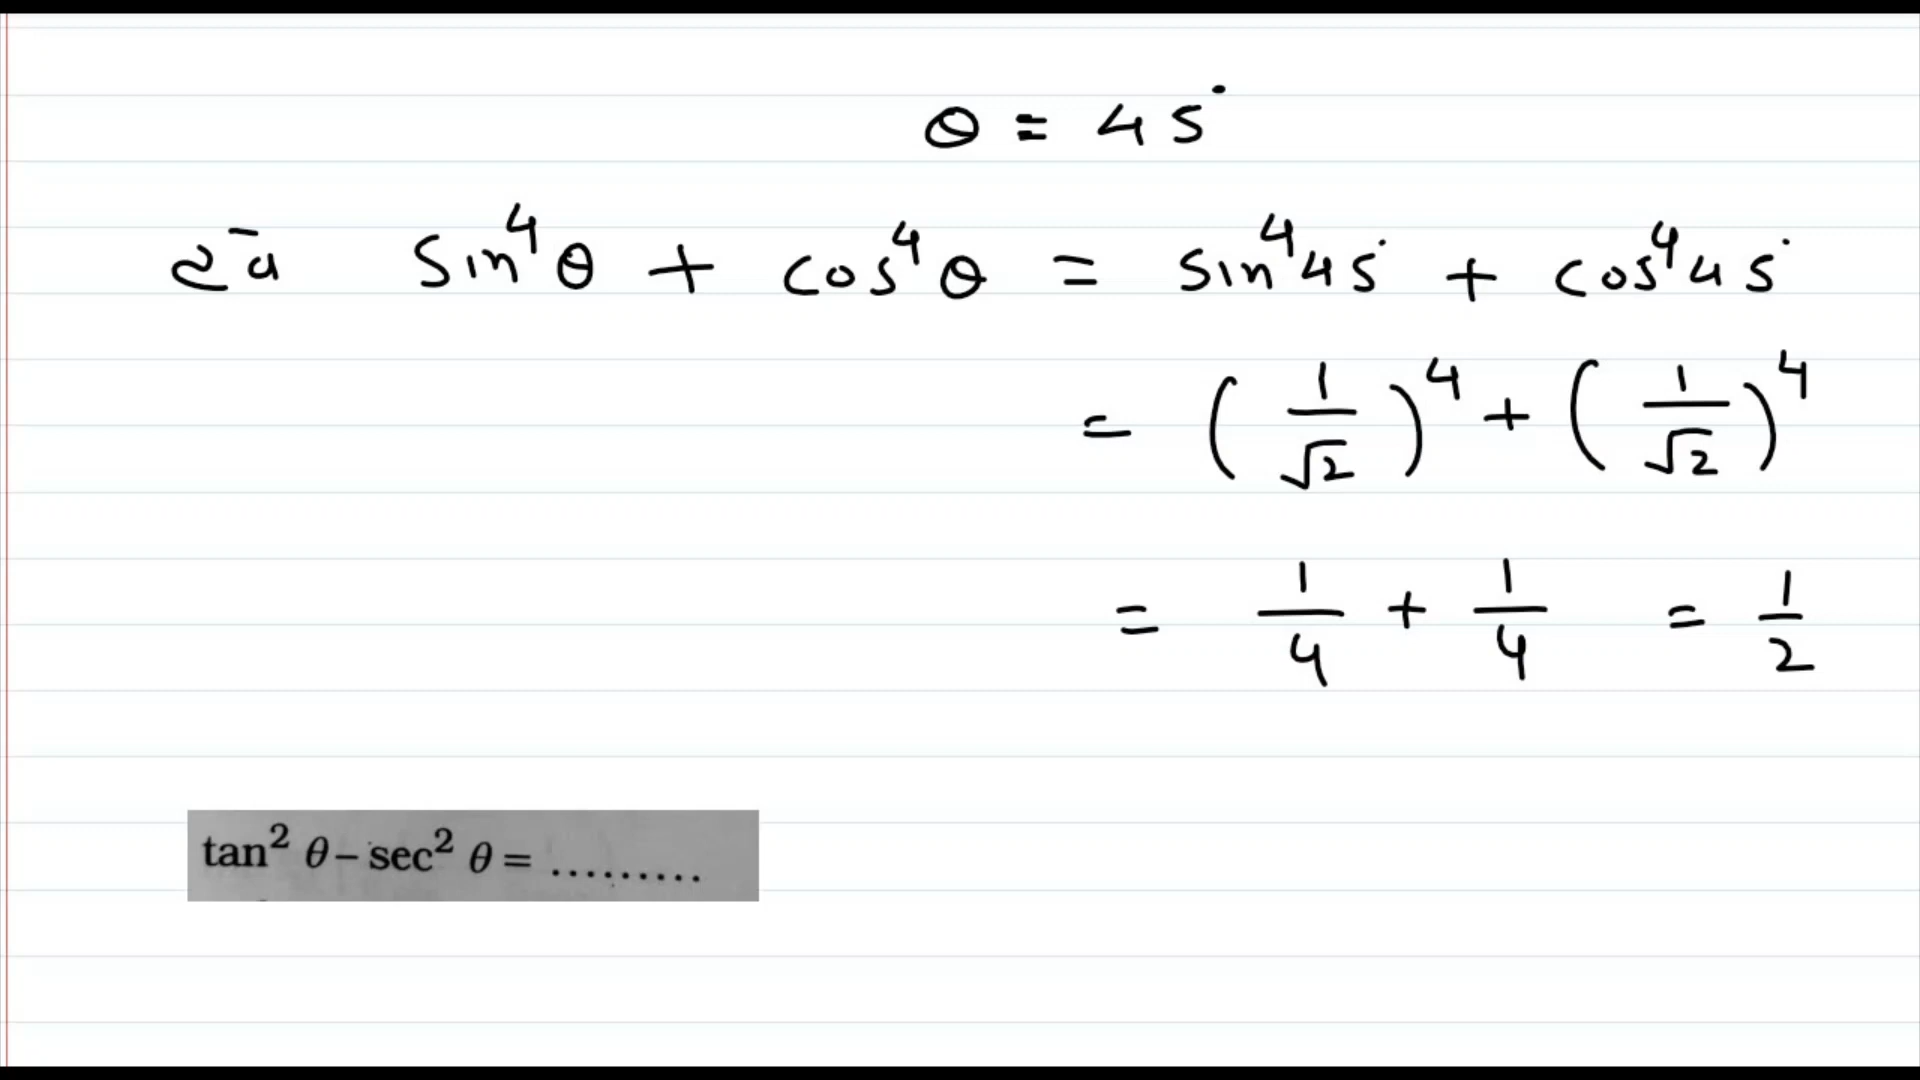 θ = 45°
sin⁴θ + cos⁴θ = sin⁴45° + cos⁴45°
= (1/√2)⁴ + (1/√2)⁴
= 1/4 + 1/4 = 1/2
tan² θ – sec² θ = .........